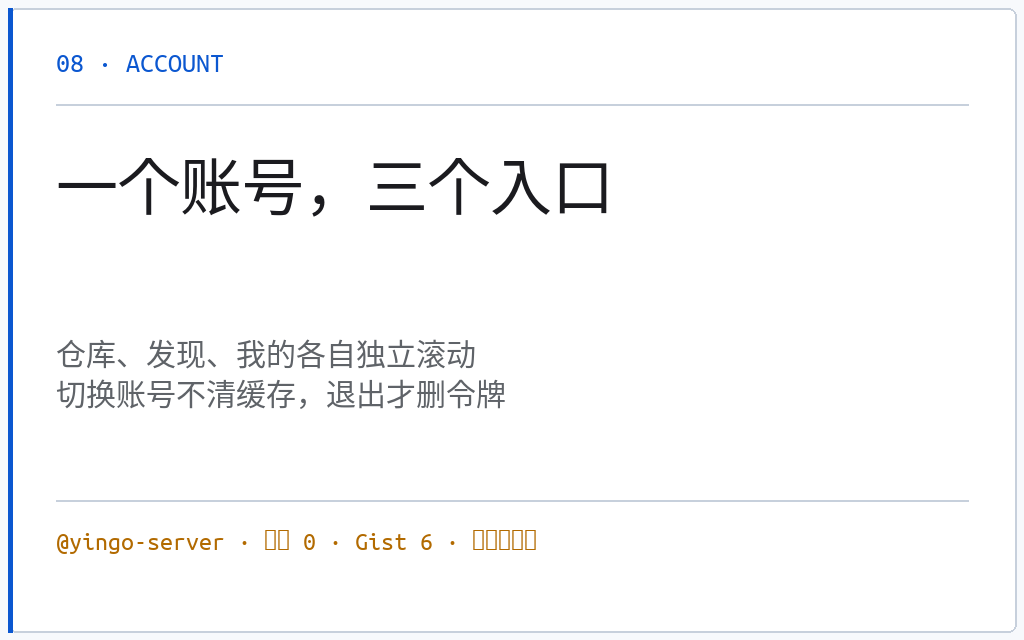 08 · ACCOUNT
一个账号，三个入口
仓库、发现、我的各自独立滚动
切换账号不清缓存，退出才删令牌
@yingo-server · 0 · Gist 6 ·